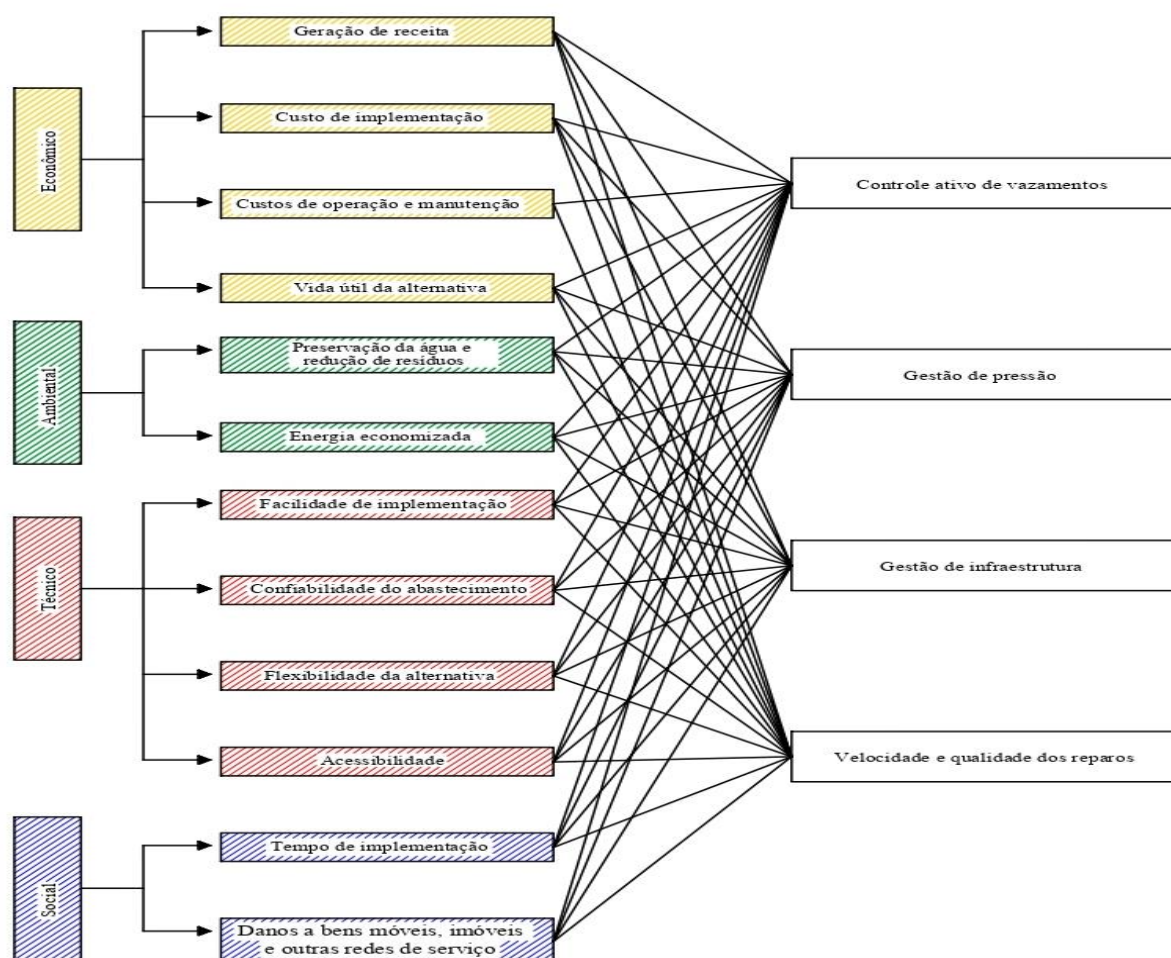 Econômico
Geração de receita
Custo de implementação
Custos de operação e manutenção
Vida útil da alternativa
Ambiental
Preservação da água e
redução de resíduos
Energia economizada
Técnico
Facilidade de implementação
Confiabilidade do abastecimento
Flexibilidade da alternativa
Acessibilidade
Social
Tempo de implementação
Danos a bens móveis, imóveis
e outras redes de serviço
Controle ativo de vazamentos
Gestão de pressão
Gestão de infraestrutura
Velocidade e qualidade dos reparos